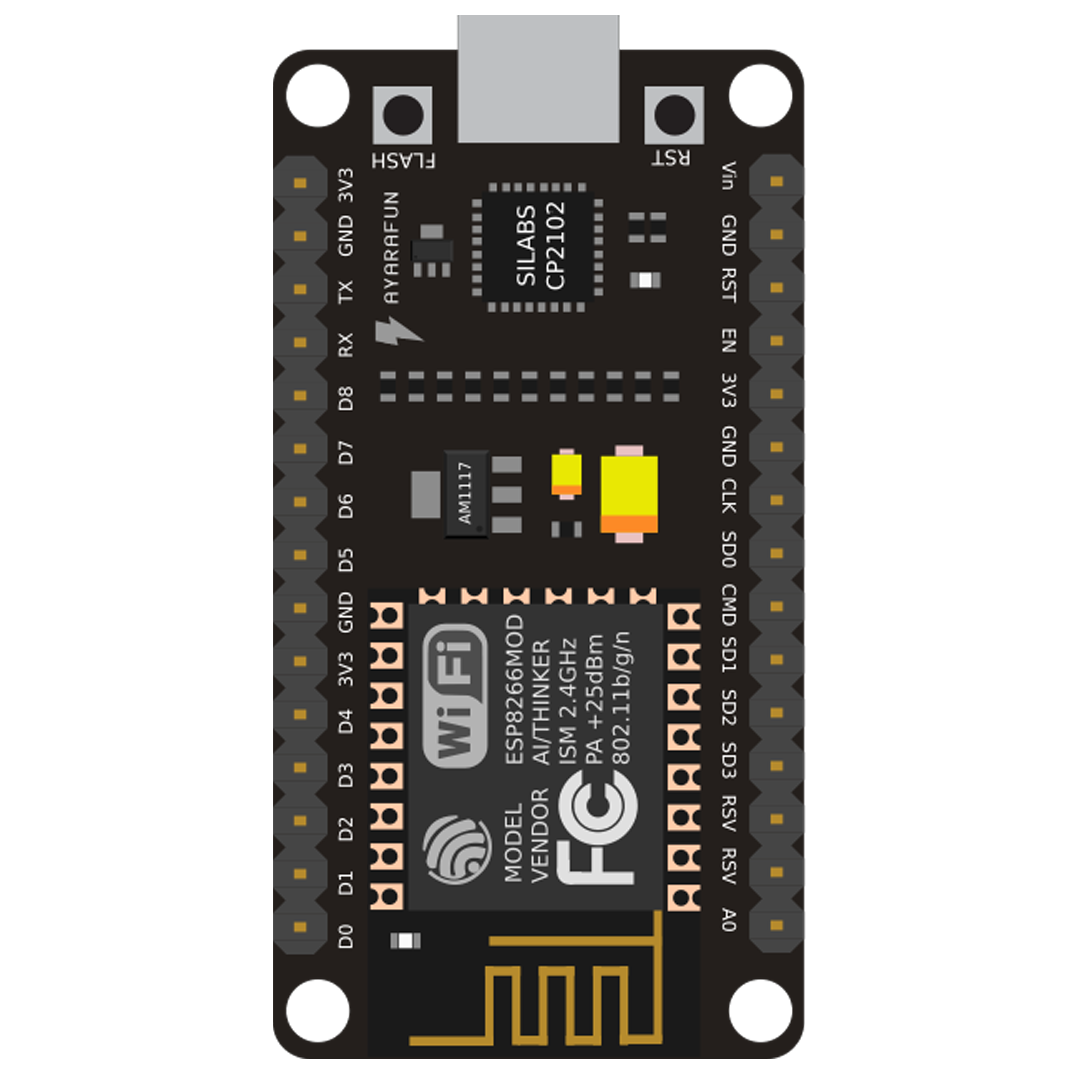 FLASH
RST
3V3
GND
TX
RX
D8
D7
D6
D5
GND
3V3
D4
D3
D2
D1
D0
AYARAFUN
SILABS
CP2102
AM1117
Wi Fi
MODEL ESP8266MOD
VENDOR AI/THINKER
ISM 2.4GHz
PA +25dBm
802.11b/g/n
FC
Vin
GND
RST
EN
3V3
GND
CLK
SD0
CMD
SD1
SD2
SD3
RSV
RSV
A0